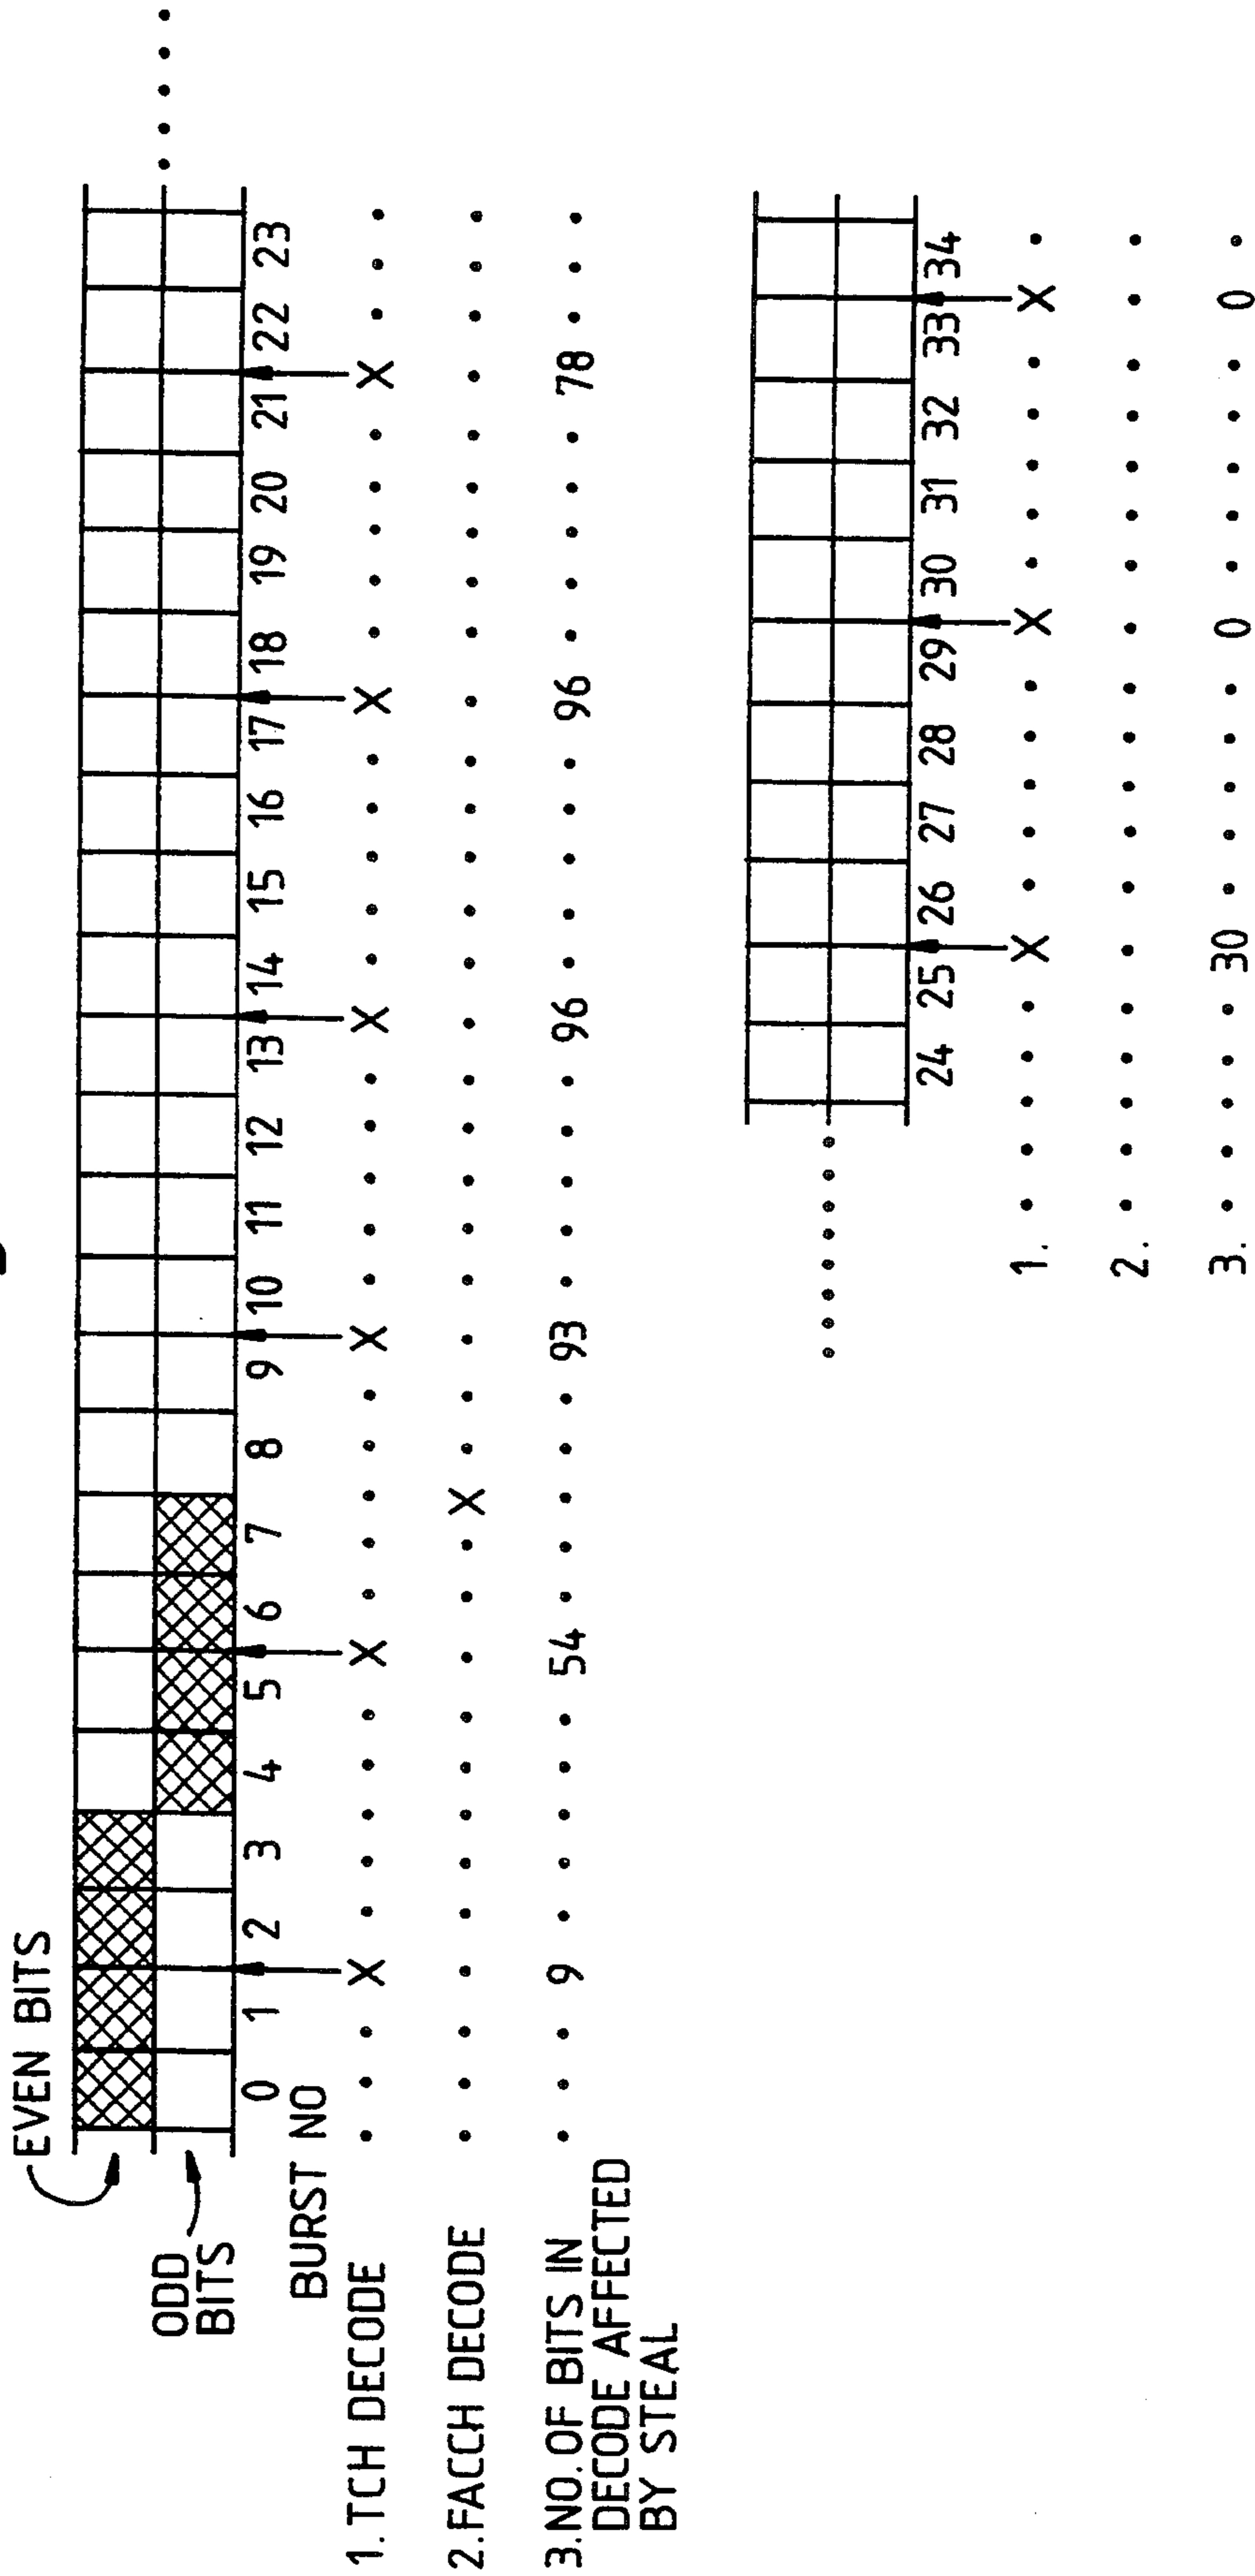 EVEN BITS
ODD
BITS
0 1 2 3 4 5 6 7 8 9 10 11 12 13 14 15 16 17 18 19 20 21 22 23
BURST NO
1. TCH DECODE . . . X . . . . . X . . . . . X . . . . . X . . . . . X . . . . . X . . .
2. FACCH DECODE . . . . . . . . . . . . X . . . . . . . . . . . . . . . . . . . . . . . . . .
3. NO. OF BITS IN . . . 9 . . . . . 54 . . . . . 93 . . . . . 96 . . . . . 96 . . . . . 78 . . .
DECODE AFFECTED
BY STEAL
24 25 26 27 28 29 30 31 32 33 34
1. . . . . . X . . . . . X . . . . . X .
2. . . . . . . . . . . . . . . . . . . .
3. . . . . . 30 . . . . . 0 . . . . . 0 .